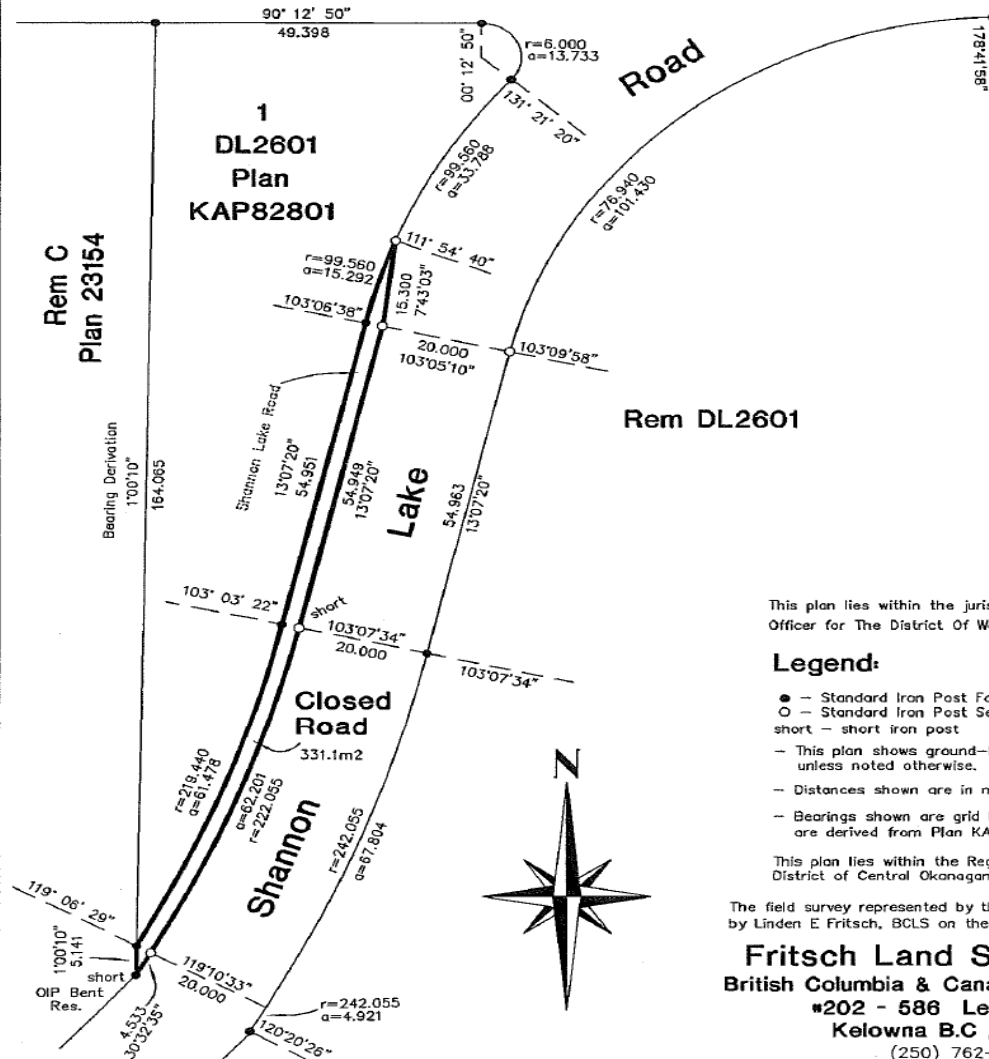 90° 12' 50"
49.398
00° 12' 50"
r=6.000
a=13.733
131° 21' 20"
Road
178°41'58"
1
DL2601
Plan
KAP82801
r=99.560
a=33.788
r=76.940
a=101.430
Rem C
Plan 23154
r=99.560
a=15.292
111° 54' 40"
15.300
7°43'03"
103°06'38"
20.000
103°05'10"
103°09'58"
Rem DL2601
Shannon Lake Road
Bearing Derivation
1°00'10"
164.065
13°07'20"
54.951
54.949
13°07'20"
Lake
54.963
13°07'20"
103° 03' 22"
short
103°07'34"
20.000
103°07'34"
Closed
Road
331.1m2
r=219.440
a=61.478
a=62.201
r=222.055
Shannon
r=242.055
a=67.804
N
119° 06' 29"
1°00'10"
5.141
short
OIP Bent
Res.
4.533
30°32'35"
119°10'33"
20.000
r=242.055
a=4.921
120°20'26"
This plan lies within the juris
Officer for The District Of W
Legend:
● – Standard Iron Post Fo
○ – Standard Iron Post Se
short – short iron post
– This plan shows ground-
unless noted otherwise.
– Distances shown are in m
– Bearings shown are grid
are derived from Plan KA
This plan lies within the Reg
District of Central Okanagan
The field survey represented by th
by Linden E Fritsch, BCLS on the
Fritsch Land S
British Columbia & Cana
#202 - 586 Le
Kelowna B.C
(250) 762-